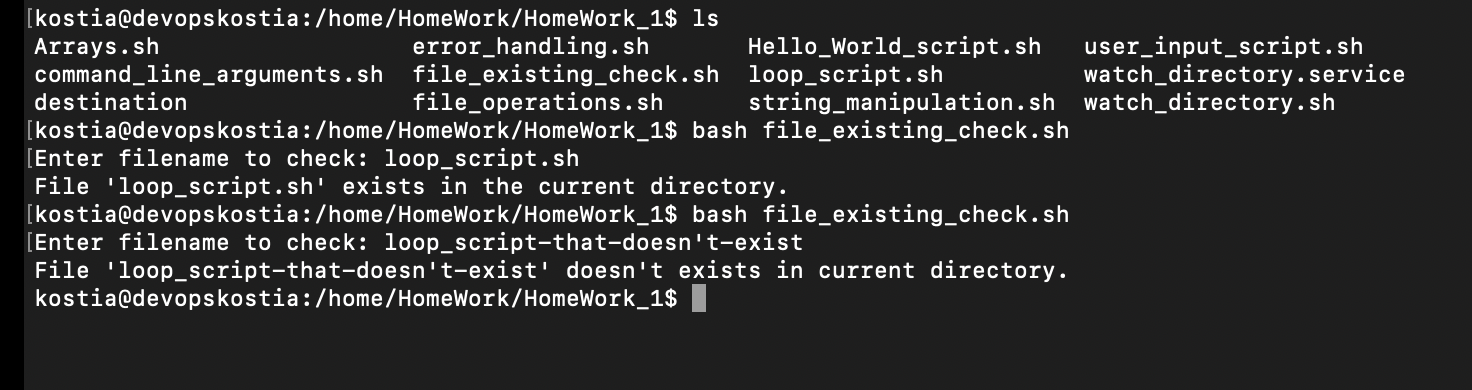 [kostia@devopskostia:/home/HomeWork/HomeWork_1$ ls
Arrays.sh error_handling.sh Hello_World_script.sh user_input_script.sh
command_line_arguments.sh file_existing_check.sh loop_script.sh watch_directory.service
destination file_operations.sh string_manipulation.sh watch_directory.sh
[kostia@devopskostia:/home/HomeWork/HomeWork_1$ bash file_existing_check.sh
[Enter filename to check: loop_script.sh
File 'loop_script.sh' exists in the current directory.
[kostia@devopskostia:/home/HomeWork/HomeWork_1$ bash file_existing_check.sh
[Enter filename to check: loop_script-that-doesn't-exist
File 'loop_script-that-doesn't-exist' doesn't exists in current directory.
kostia@devopskostia:/home/HomeWork/HomeWork_1$